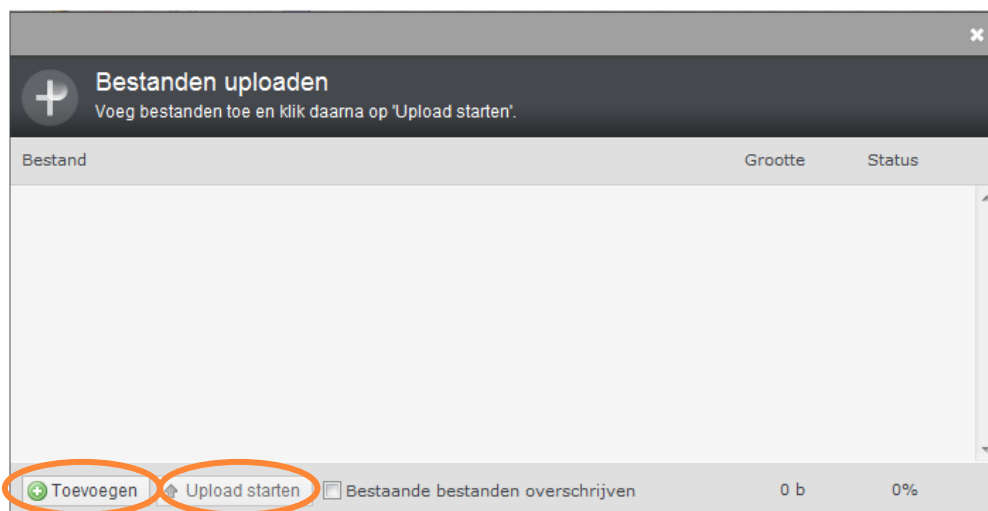 Bestanden uploaden
Voeg bestanden toe en klik daarna op 'Upload starten'.
Bestand Grootte Status
Toevoegen Upload starten Bestaande bestanden overschrijven 0 b 0%